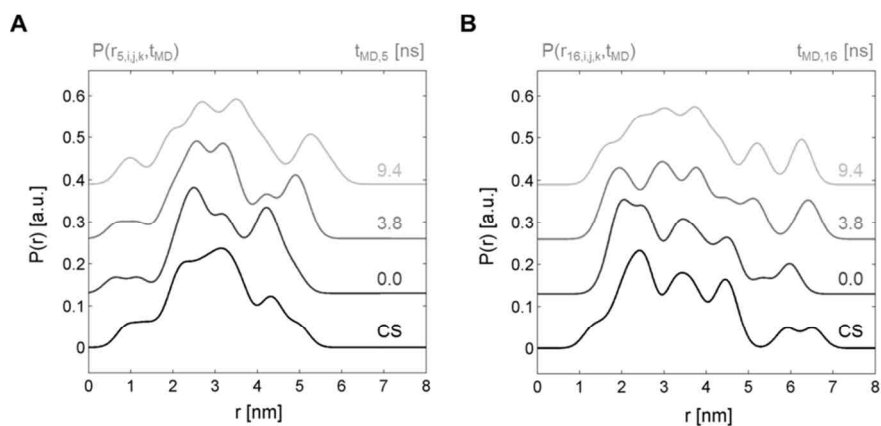 A
P(r5,i,j,k,tMD) tMD,5 [ns]
0.6
0.5
0.4
0.3
0.2
0.1
0
9.4
3.8
0.0
CS
P(r) [a.u.]
0 1 2 3 4 5 6 7 8
r [nm]
B
P(r16,i,j,k,tMD) tMD,16 [ns]
0.6
0.5
0.4
0.3
0.2
0.1
0
9.4
3.8
0.0
CS
P(r) [a.u.]
0 1 2 3 4 5 6 7 8
r [nm]